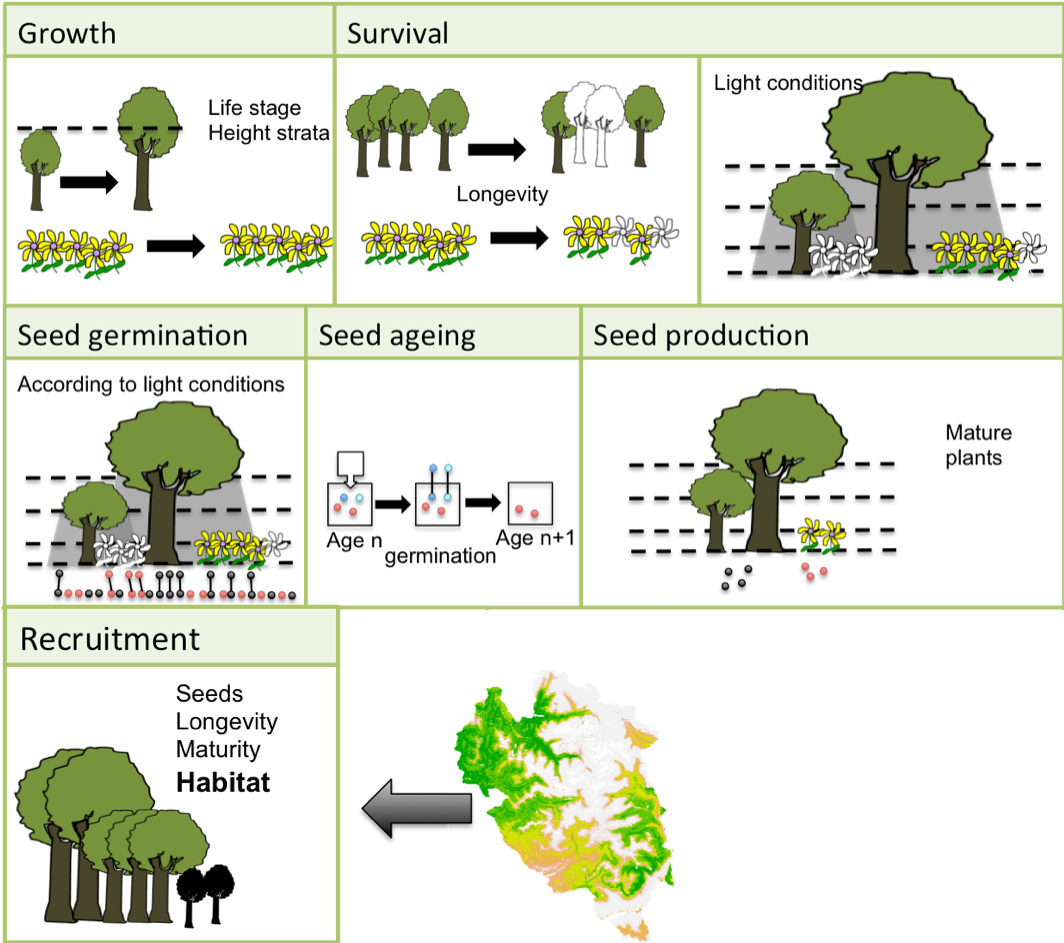 Growth
Survival
Life stage
Height strata
Longevity
Light conditions
Seed germination
Seed ageing
Seed production
According to light conditions
Age n
germination
Age n+1
Mature
plants
Recruitment
Seeds
Longevity
Maturity
Habitat